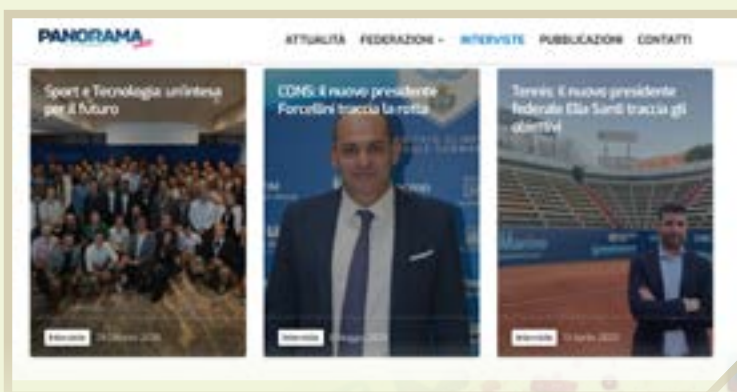 PANORAMA
ATTUALITÀ FEDERAZIONI INTERVISTE PUBBLICAZIONI CONTATTI
Sport e Tecnologia: un'intesa
per il futuro
CONS: il nuovo presidente
Forcellini traccia la rotta
Tennis: il nuovo presidente
federale Elia Santi traccia gli
obiettivi
Interviste
Interviste
Interviste